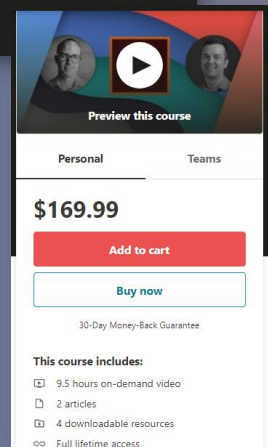 Preview this course
Personal Teams
$169.99
Add to cart
Buy now
30-Day Money-Back Guarantee
This course includes:
9.5 hours on-demand video
2 articles
4 downloadable resources
Full lifetime access